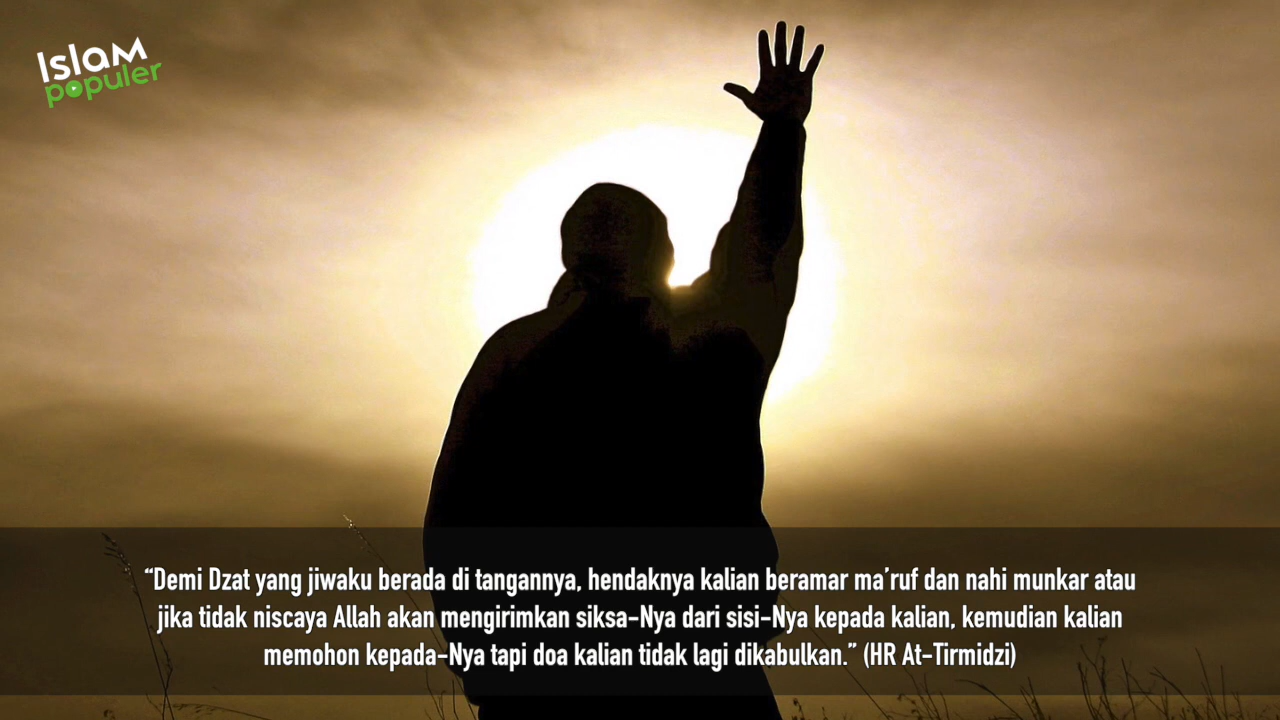 IslaM
populer
“Demi Dzat yang jiwaku berada di tangannya, hendaknya kalian beramar ma’ruf dan nahi munkar atau
jika tidak niscaya Allah akan mengirimkan siksa-Nya dari sisi-Nya kepada kalian, kemudian kalian
memohon kepada-Nya tapi doa kalian tidak lagi dikabulkan.” (HR At-Tirmidzi)